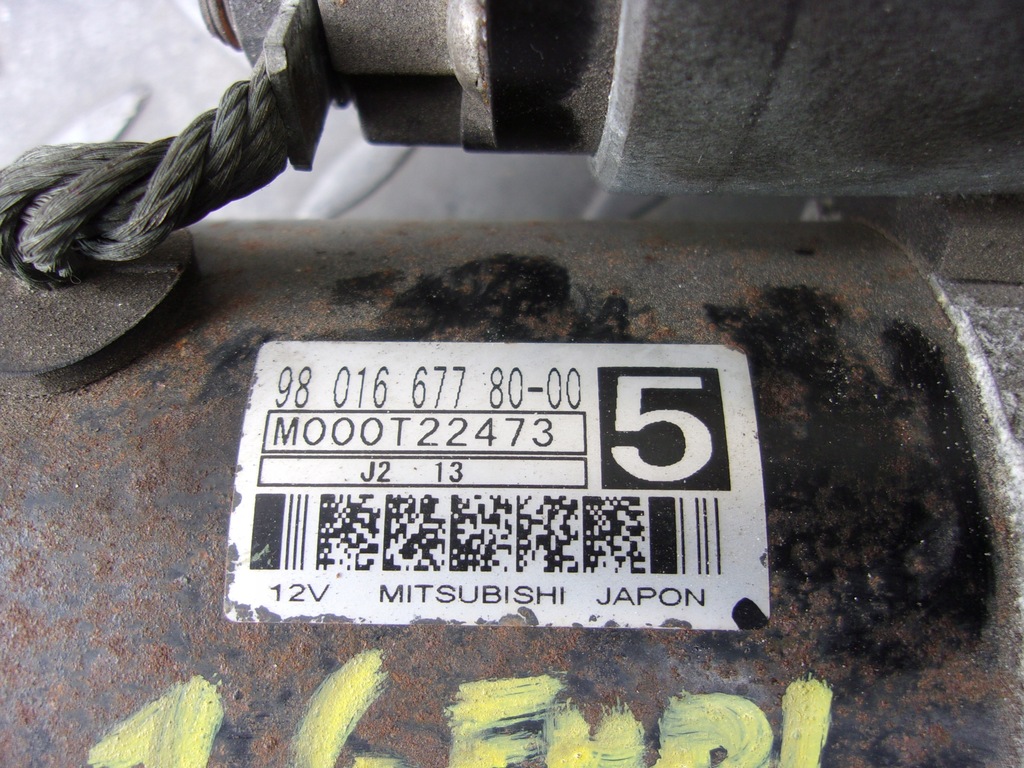 98 016 677 80-00
5
M000T22473
J2 13
12V MITSUBISHI JAPON